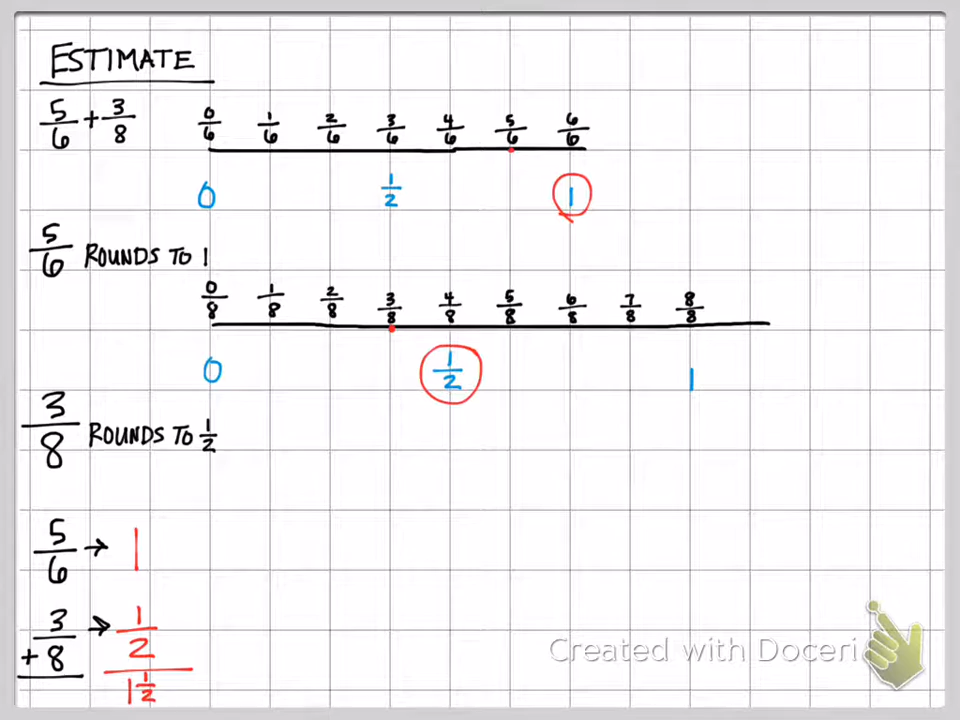 ESTIMATE
5/6 + 3/8
0/6 1/6 2/6 3/6 4/6 5/6 6/6
0 1/2 1
5/6 ROUNDS TO 1
0/8 1/8 2/8 3/8 4/8 5/8 6/8 7/8 8/8
0 1/2 1
3/8 ROUNDS TO 1/2
5/6 → 1
+ 3/8 → 1/2
1 1/2
Created with Doceri